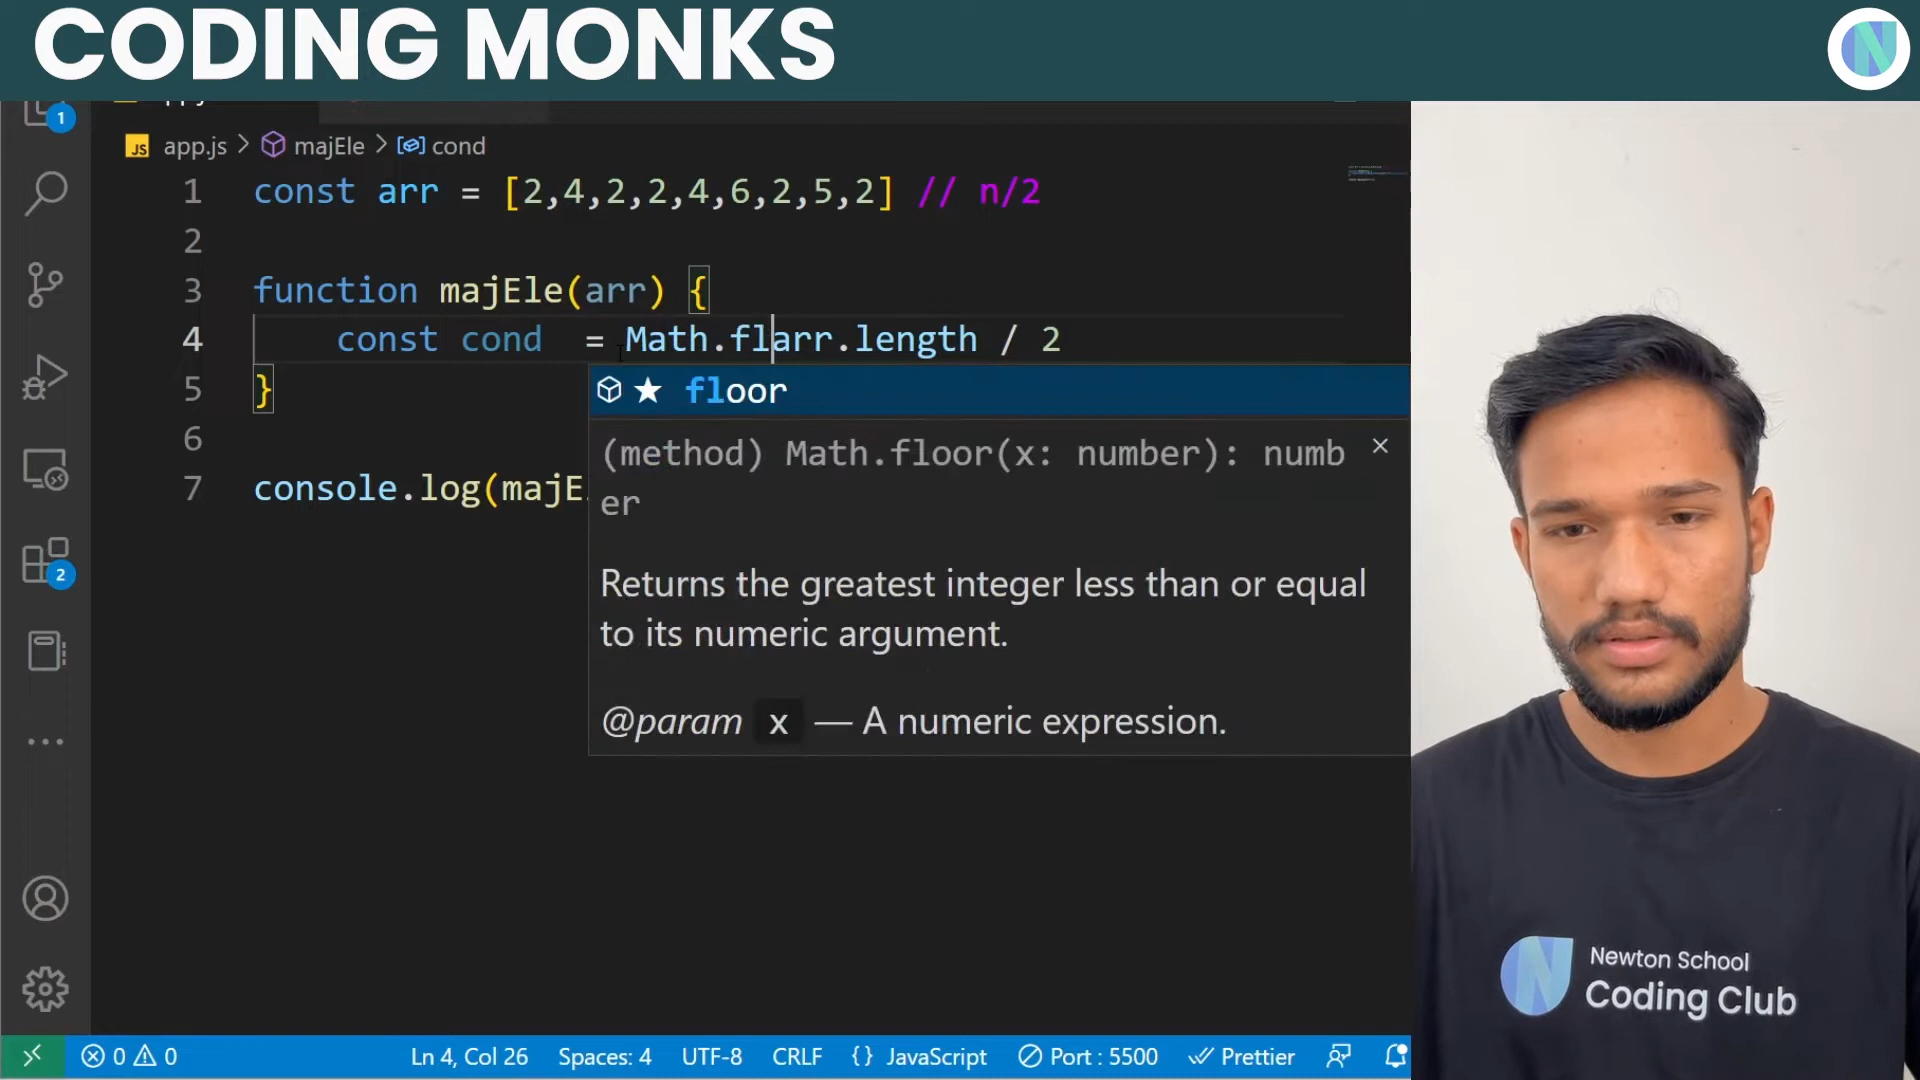 CODING MONKS
1
app.js > majEle > cond
1 const arr = [2,4,2,2,4,6,2,5,2] // n/2
2
3 function majEle(arr) {
4 const cond  = Math.flarr.length / 2
floor
5 }
(method) Math.floor(x: number): numb
er
6
7 console.log(majE
Returns the greatest integer less than or equal
to its numeric argument.
2
@param x — A numeric expression.
Newton School
Coding Club
0 0
Ln 4, Col 26
Spaces: 4
UTF-8
CRLF
{ } JavaScript
Port : 5500
Prettier